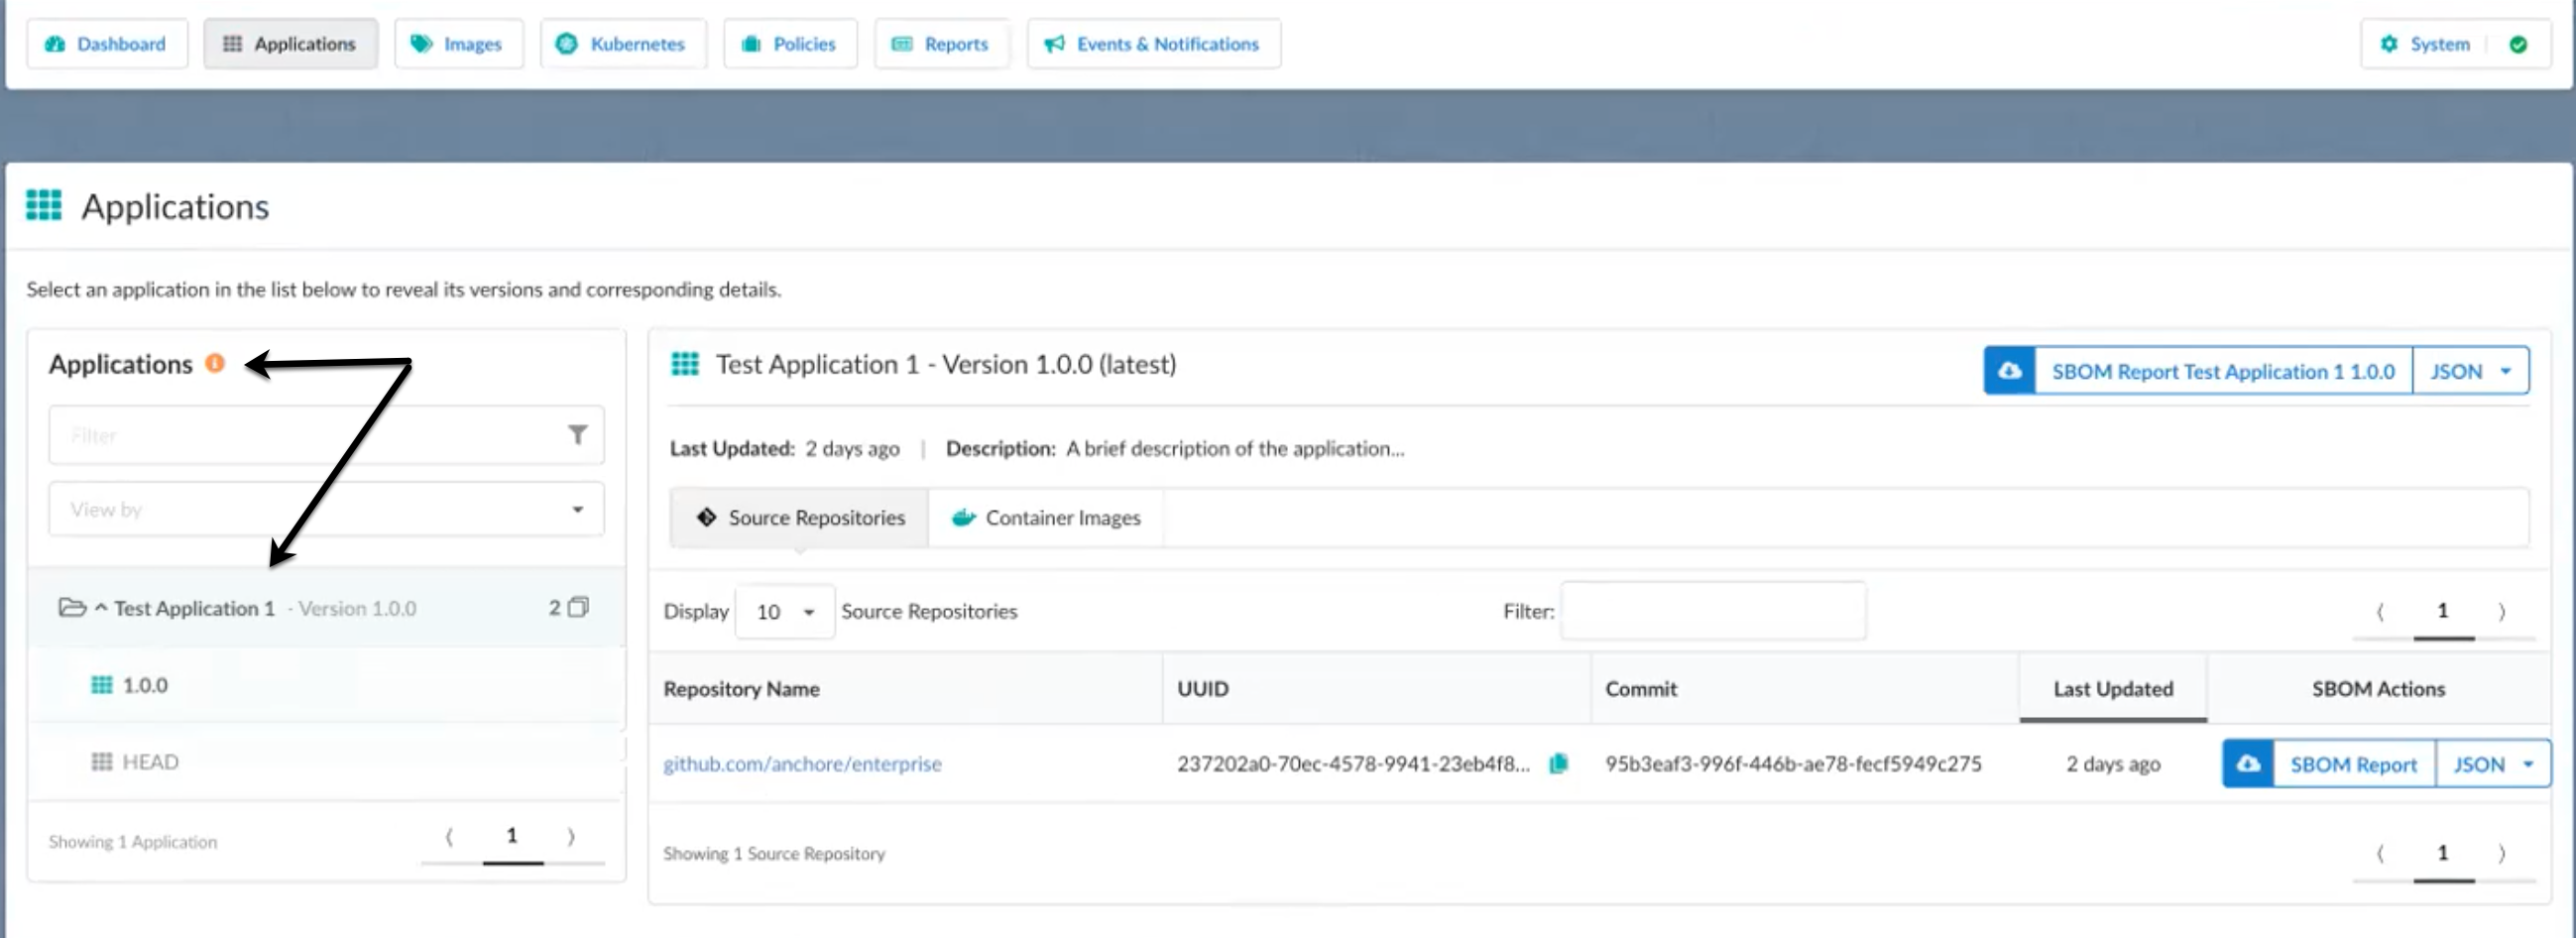 Dashboard Applications Images Kubernetes Policies Reports Events & Notifications System
Applications
Select an application in the list below to reveal its versions and corresponding details.
Applications
Filter
View by
Test Application 1 - Version 1.0.0 2
1.0.0
HEAD
Showing 1 Application 1
Test Application 1 - Version 1.0.0 (latest)
SBOM Report Test Application 1 1.0.0 JSON
Last Updated: 2 days ago | Description: A brief description of the application...
Source Repositories Container Images
Display 10 Source Repositories Filter: 1
Repository Name UUID Commit Last Updated SBOM Actions
github.com/anchore/enterprise 237202a0-70ec-4578-9941-23eb4f8... 95b3eaf3-996f-446b-ae78-fecf5949c275 2 days ago SBOM Report JSON
Showing 1 Source Repository 1